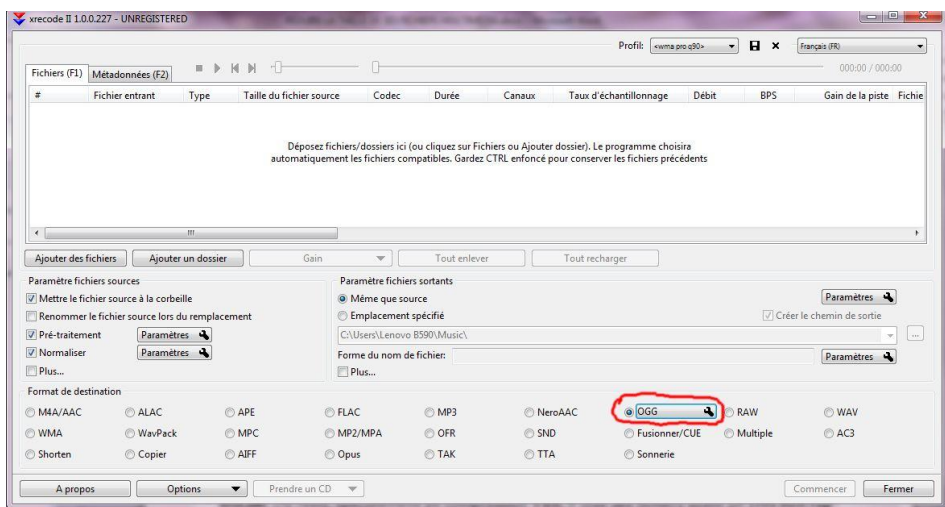 xrecode II 1.0.0.227 - UNREGISTERED
Profil: <wma pro q90> Français (FR)
Fichiers (F1) Métadonnées (F2) 000:00 / 000:00
# Fichier entrant Type Taille du fichier source Codec Durée Canaux Taux d'échantillonnage Débit BPS Gain de la piste Fichie
Déposez fichiers/dossiers ici (ou cliquez sur Fichiers ou Ajouter dossier). Le programme choisira
automatiquement les fichiers compatibles. Gardez CTRL enfoncé pour conserver les fichiers précédents
Ajouter des fichiers Ajouter un dossier Gain Tout enlever Tout recharger
Paramètre fichiers sources
Mettre le fichier source à la corbeille
Renommer le fichier source lors du remplacement
Pré-traitement Paramètres
Normaliser Paramètres
Plus...
Paramètre fichiers sortants
Même que source Paramètres
Emplacement spécifié Créer le chemin de sortie
C:\Users\Lenovo B590\Music\ ...
Forme du nom de fichier: Paramètres
Plus...
Format de destination
M4A/AAC ALAC APE FLAC MP3 NeroAAC OGG RAW WAV
WMA WavPack MPC MP2/MPA OFR SND Fusionner/CUE Multiple AC3
Shorten Copier AIFF Opus TAK TTA Sonnerie
A propos Options Prendre un CD Commencer Fermer